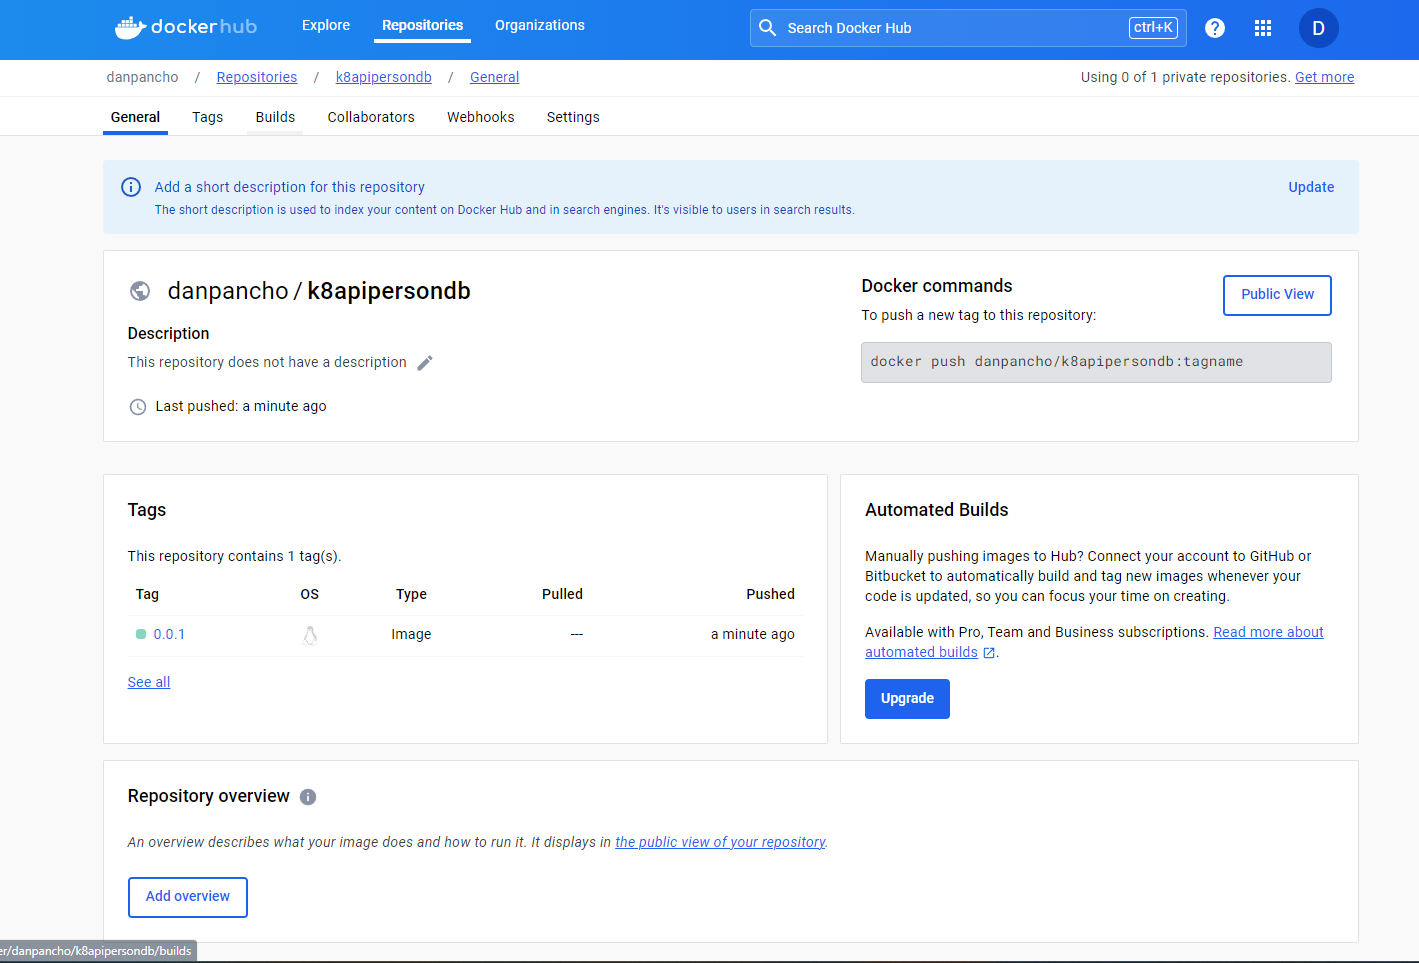 dockerhub Explore Repositories Organizations Search Docker Hub ctrl+K ? D
danpancho / Repositories / k8apipersondb / General Using 0 of 1 private repositories. Get more
General Tags Builds Collaborators Webhooks Settings
Add a short description for this repository Update
The short description is used to index your content on Docker Hub and in search engines. It's visible to users in search results.
danpancho / k8apipersondb
Description
This repository does not have a description
Last pushed: a minute ago
Docker commands
Public View
To push a new tag to this repository:
docker push danpancho/k8apipersondb:tagname
Tags
This repository contains 1 tag(s).
Tag OS Type Pulled Pushed
0.0.1 Image --- a minute ago
See all
Automated Builds
Manually pushing images to Hub? Connect your account to GitHub or
Bitbucket to automatically build and tag new images whenever your
code is updated, so you can focus your time on creating.
Available with Pro, Team and Business subscriptions. Read more about
automated builds .
Upgrade
Repository overview
An overview describes what your image does and how to run it. It displays in the public view of your repository.
Add overview
er/danpancho/k8apipersondb/builds